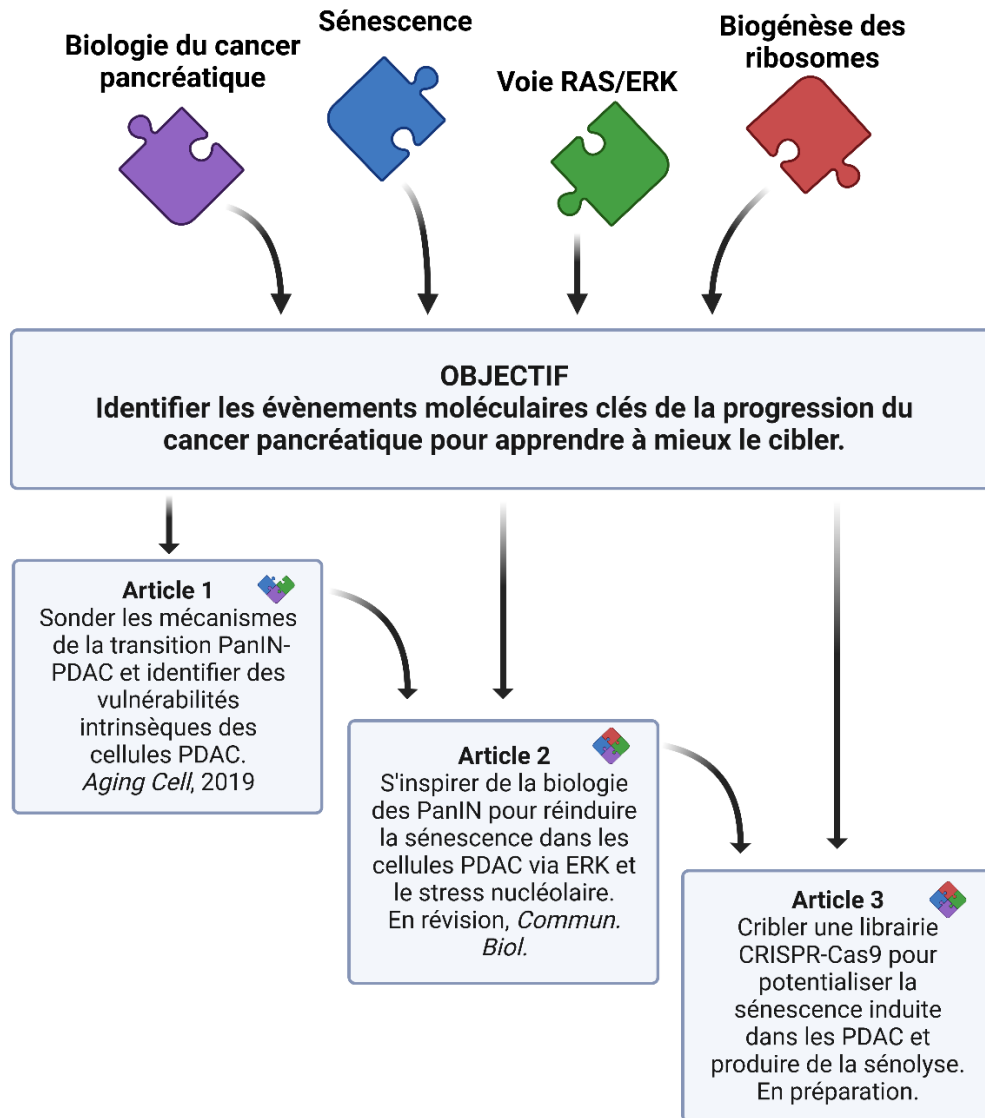 Biologie du cancer
pancréatique
Sénescence
Voie RAS/ERK
Biogénèse des
ribosomes
OBJECTIF
Identifier les évènements moléculaires clés de la progression du
cancer pancréatique pour apprendre à mieux le cibler.
Article 1
Sonder les mécanismes
de la transition PanIN-
PDAC et identifier des
vulnérabilités
intrinsèques des
cellules PDAC.
Aging Cell, 2019
Article 2
S'inspirer de la biologie
des PanIN pour réinduire
la sénescence dans les
cellules PDAC via ERK et
le stress nucléolaire.
En révision, Commun.
Biol.
Article 3
Cribler une librairie
CRISPR-Cas9 pour
potentialiser la
sénescence induite
dans les PDAC et
produire de la sénolyse.
En préparation.